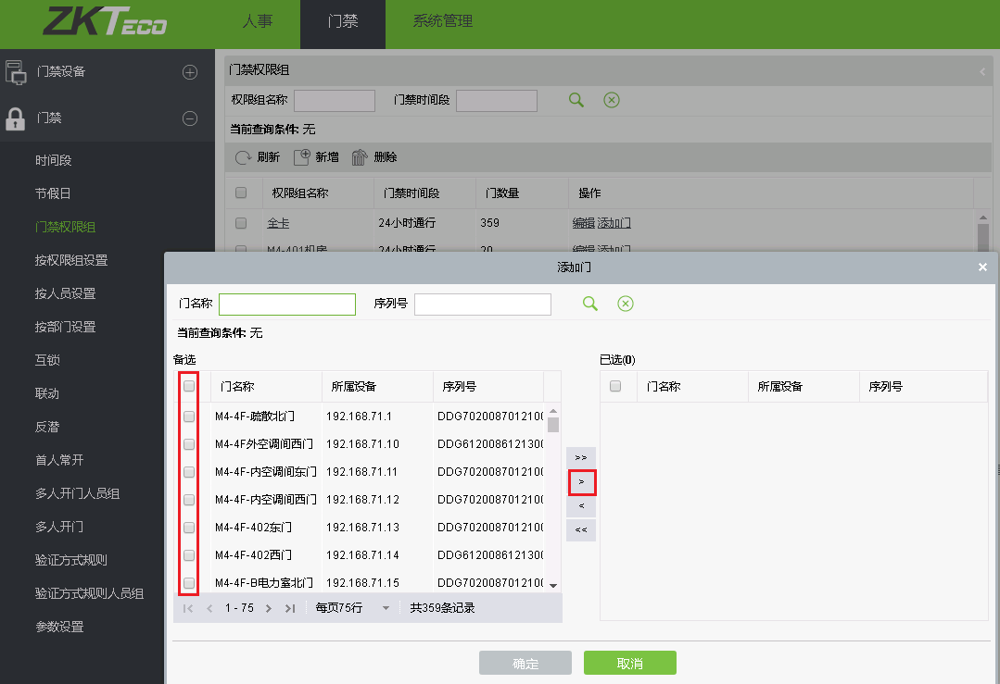 ZKTeco 人事 门禁 系统管理
门禁设备
门禁
时间段
节假日
门禁权限组
按权限组设置
按人员设置
按部门设置
互锁
联动
反潜
首人常开
多人开门人员组
多人开门
验证方式规则
验证方式规则人员组
参数设置
门禁权限组
权限组名称 门禁时间段
当前查询条件: 无
刷新 新增 删除
权限组名称 门禁时间段 门数量 操作
全卡 24小时通行 359 编辑 添加门
M4-401机房 24小时通行 20 编辑 添加门
添加门
门名称 序列号
当前查询条件: 无
备选
门名称 所属设备 序列号
M4-4F-疏散北门 192.168.71.1 DDG7020087012100
M4-4F外空调间西门 192.168.71.10 DDG6120086121300
M4-4F-内空调间东门 192.168.71.11 DDG7020087012100
M4-4F-内空调间西门 192.168.71.12 DDG7020087012100
M4-4F-402东门 192.168.71.13 DDG7020087012100
M4-4F-402西门 192.168.71.14 DDG6120086121300
M4-4F-B电力室北门 192.168.71.15 DDG7020087012100
1 - 75 每页75行 共359条记录
>>
>
<
<<
已选(0)
门名称 所属设备 序列号
确定 取消